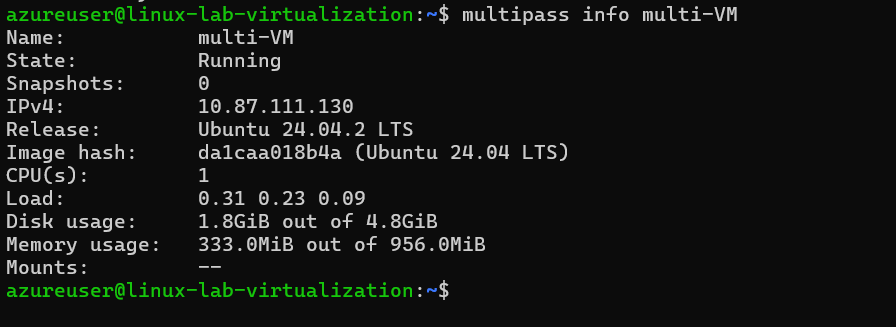 azureuser@linux-lab-virtualization:~$ multipass info multi-VM
Name:           multi-VM
State:          Running
Snapshots:      0
IPv4:           10.87.111.130
Release:        Ubuntu 24.04.2 LTS
Image hash:     da1caa018b4a (Ubuntu 24.04 LTS)
CPU(s):         1
Load:           0.31 0.23 0.09
Disk usage:     1.8GiB out of 4.8GiB
Memory usage:   333.0MiB out of 956.0MiB
Mounts:         --
azureuser@linux-lab-virtualization:~$